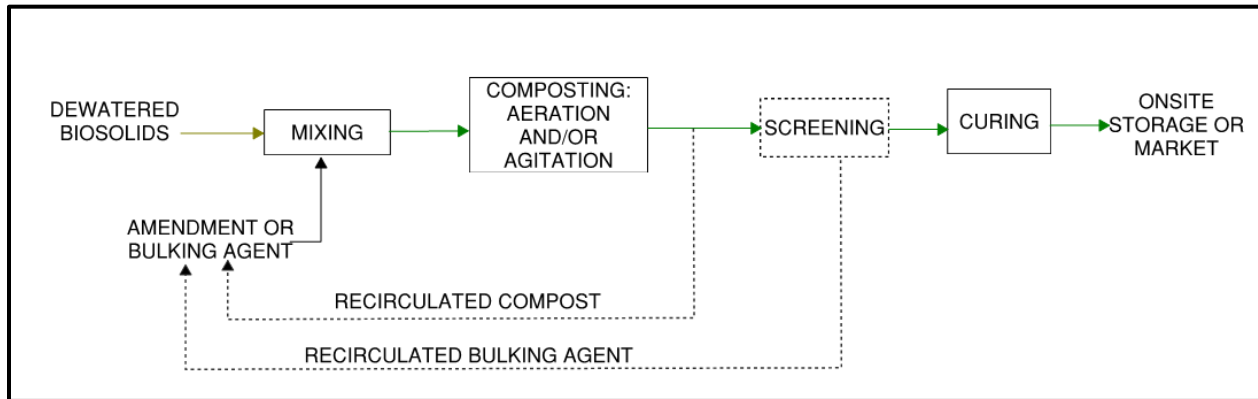 DEWATERED
BIOSOLIDS
MIXING
COMPOSTING:
AERATION
AND/OR
AGITATION
SCREENING
CURING
ONSITE
STORAGE OR
MARKET
AMENDMENT OR
BULKING AGENT
RECIRCULATED COMPOST
RECIRCULATED BULKING AGENT